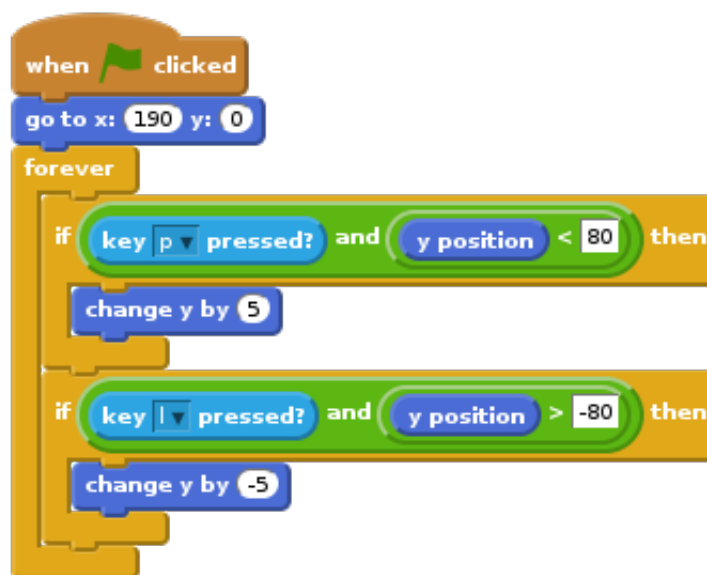 when clicked
go to x: 190 y: 0
forever
if key p pressed? and y position < 80 then
change y by 5
if key l pressed? and y position > -80 then
change y by -5